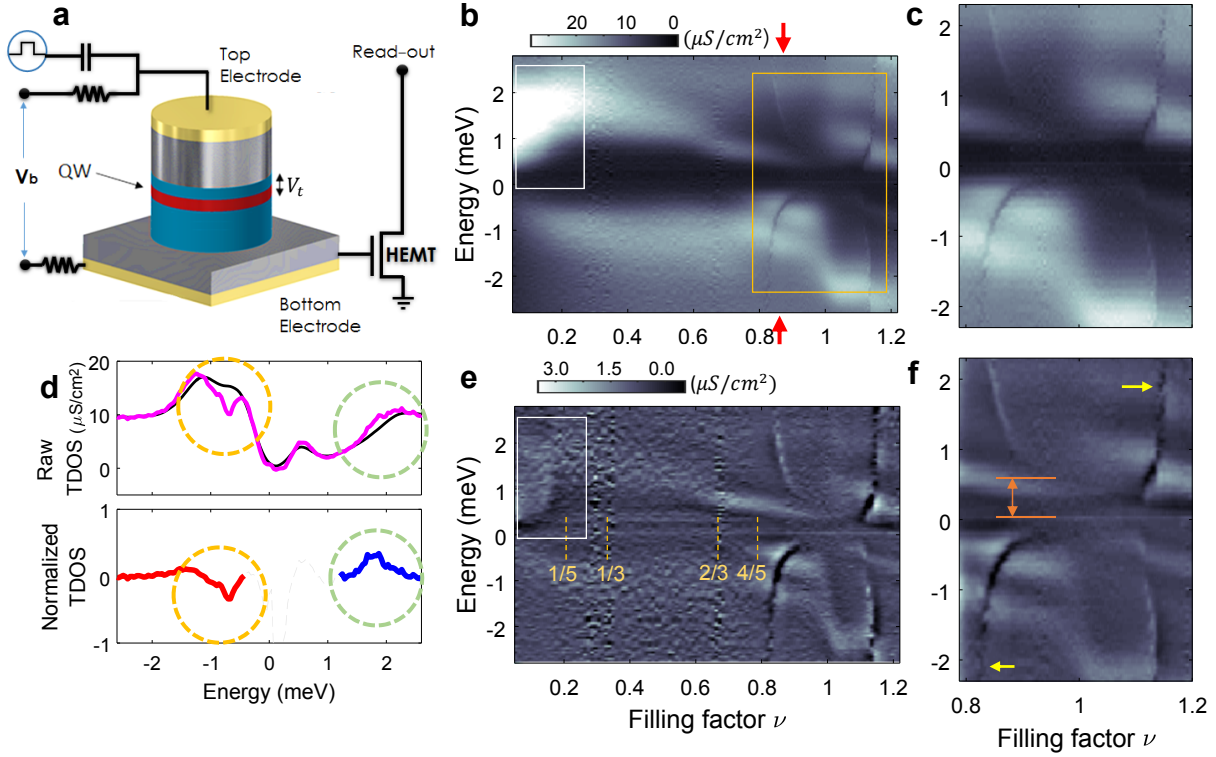 a
Top
Electrode
Read-out
V_b
QW
V_t
HEMT
Bottom
Electrode
b
20 10 0
(μS/cm²)
Energy (meV)
2
1
0
-1
-2
0.2 0.4 0.6 0.8 1 1.2
c
2
1
0
-1
-2
d
Raw
TDOS (μS/cm²)
20
10
0
Normalized
TDOS
1
0
-1
-2 -1 0 1 2
Energy (meV)
e
3.0 1.5 0.0
(μS/cm²)
Energy (meV)
2
1
0
-1
-2
1/5 1/3 2/3 4/5
0.2 0.4 0.6 0.8 1 1.2
Filling factor ν
f
2
1
0
-1
-2
0.8 1 1.2
Filling factor ν